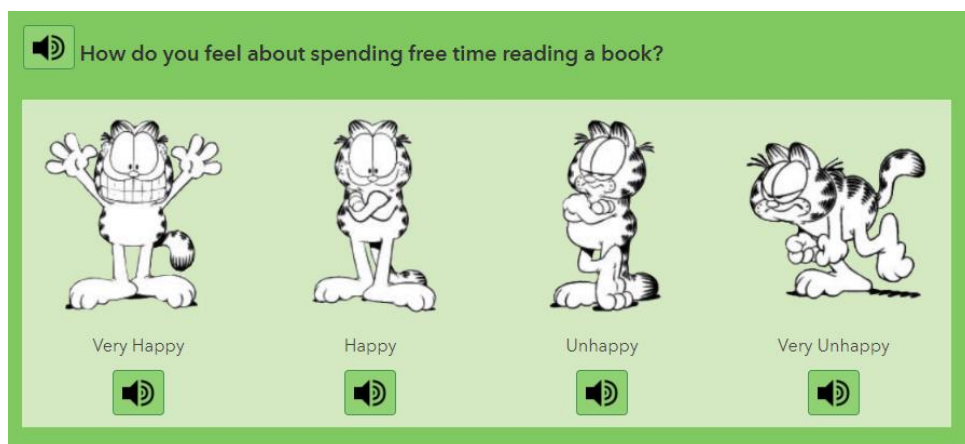 How do you feel about spending free time reading a book?
Very Happy Happy Unhappy Very Unhappy